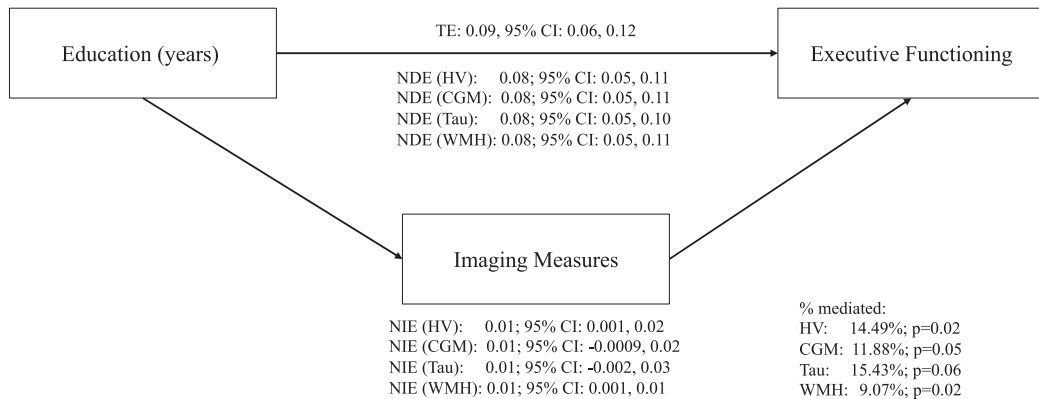 TE: 0.09, 95% CI: 0.06, 0.12
Education (years)
Executive Functioning
NDE (HV): 0.08; 95% CI: 0.05, 0.11
NDE (CGM): 0.08; 95% CI: 0.05, 0.11
NDE (Tau): 0.08; 95% CI: 0.05, 0.10
NDE (WMH): 0.08; 95% CI: 0.05, 0.11
Imaging Measures
NIE (HV): 0.01; 95% CI: 0.001, 0.02
NIE (CGM): 0.01; 95% CI: -0.0009, 0.02
NIE (Tau): 0.01; 95% CI: -0.002, 0.03
NIE (WMH): 0.01; 95% CI: 0.001, 0.01
% mediated:
HV: 14.49%; p=0.02
CGM: 11.88%; p=0.05
Tau: 15.43%; p=0.06
WMH: 9.07%; p=0.02